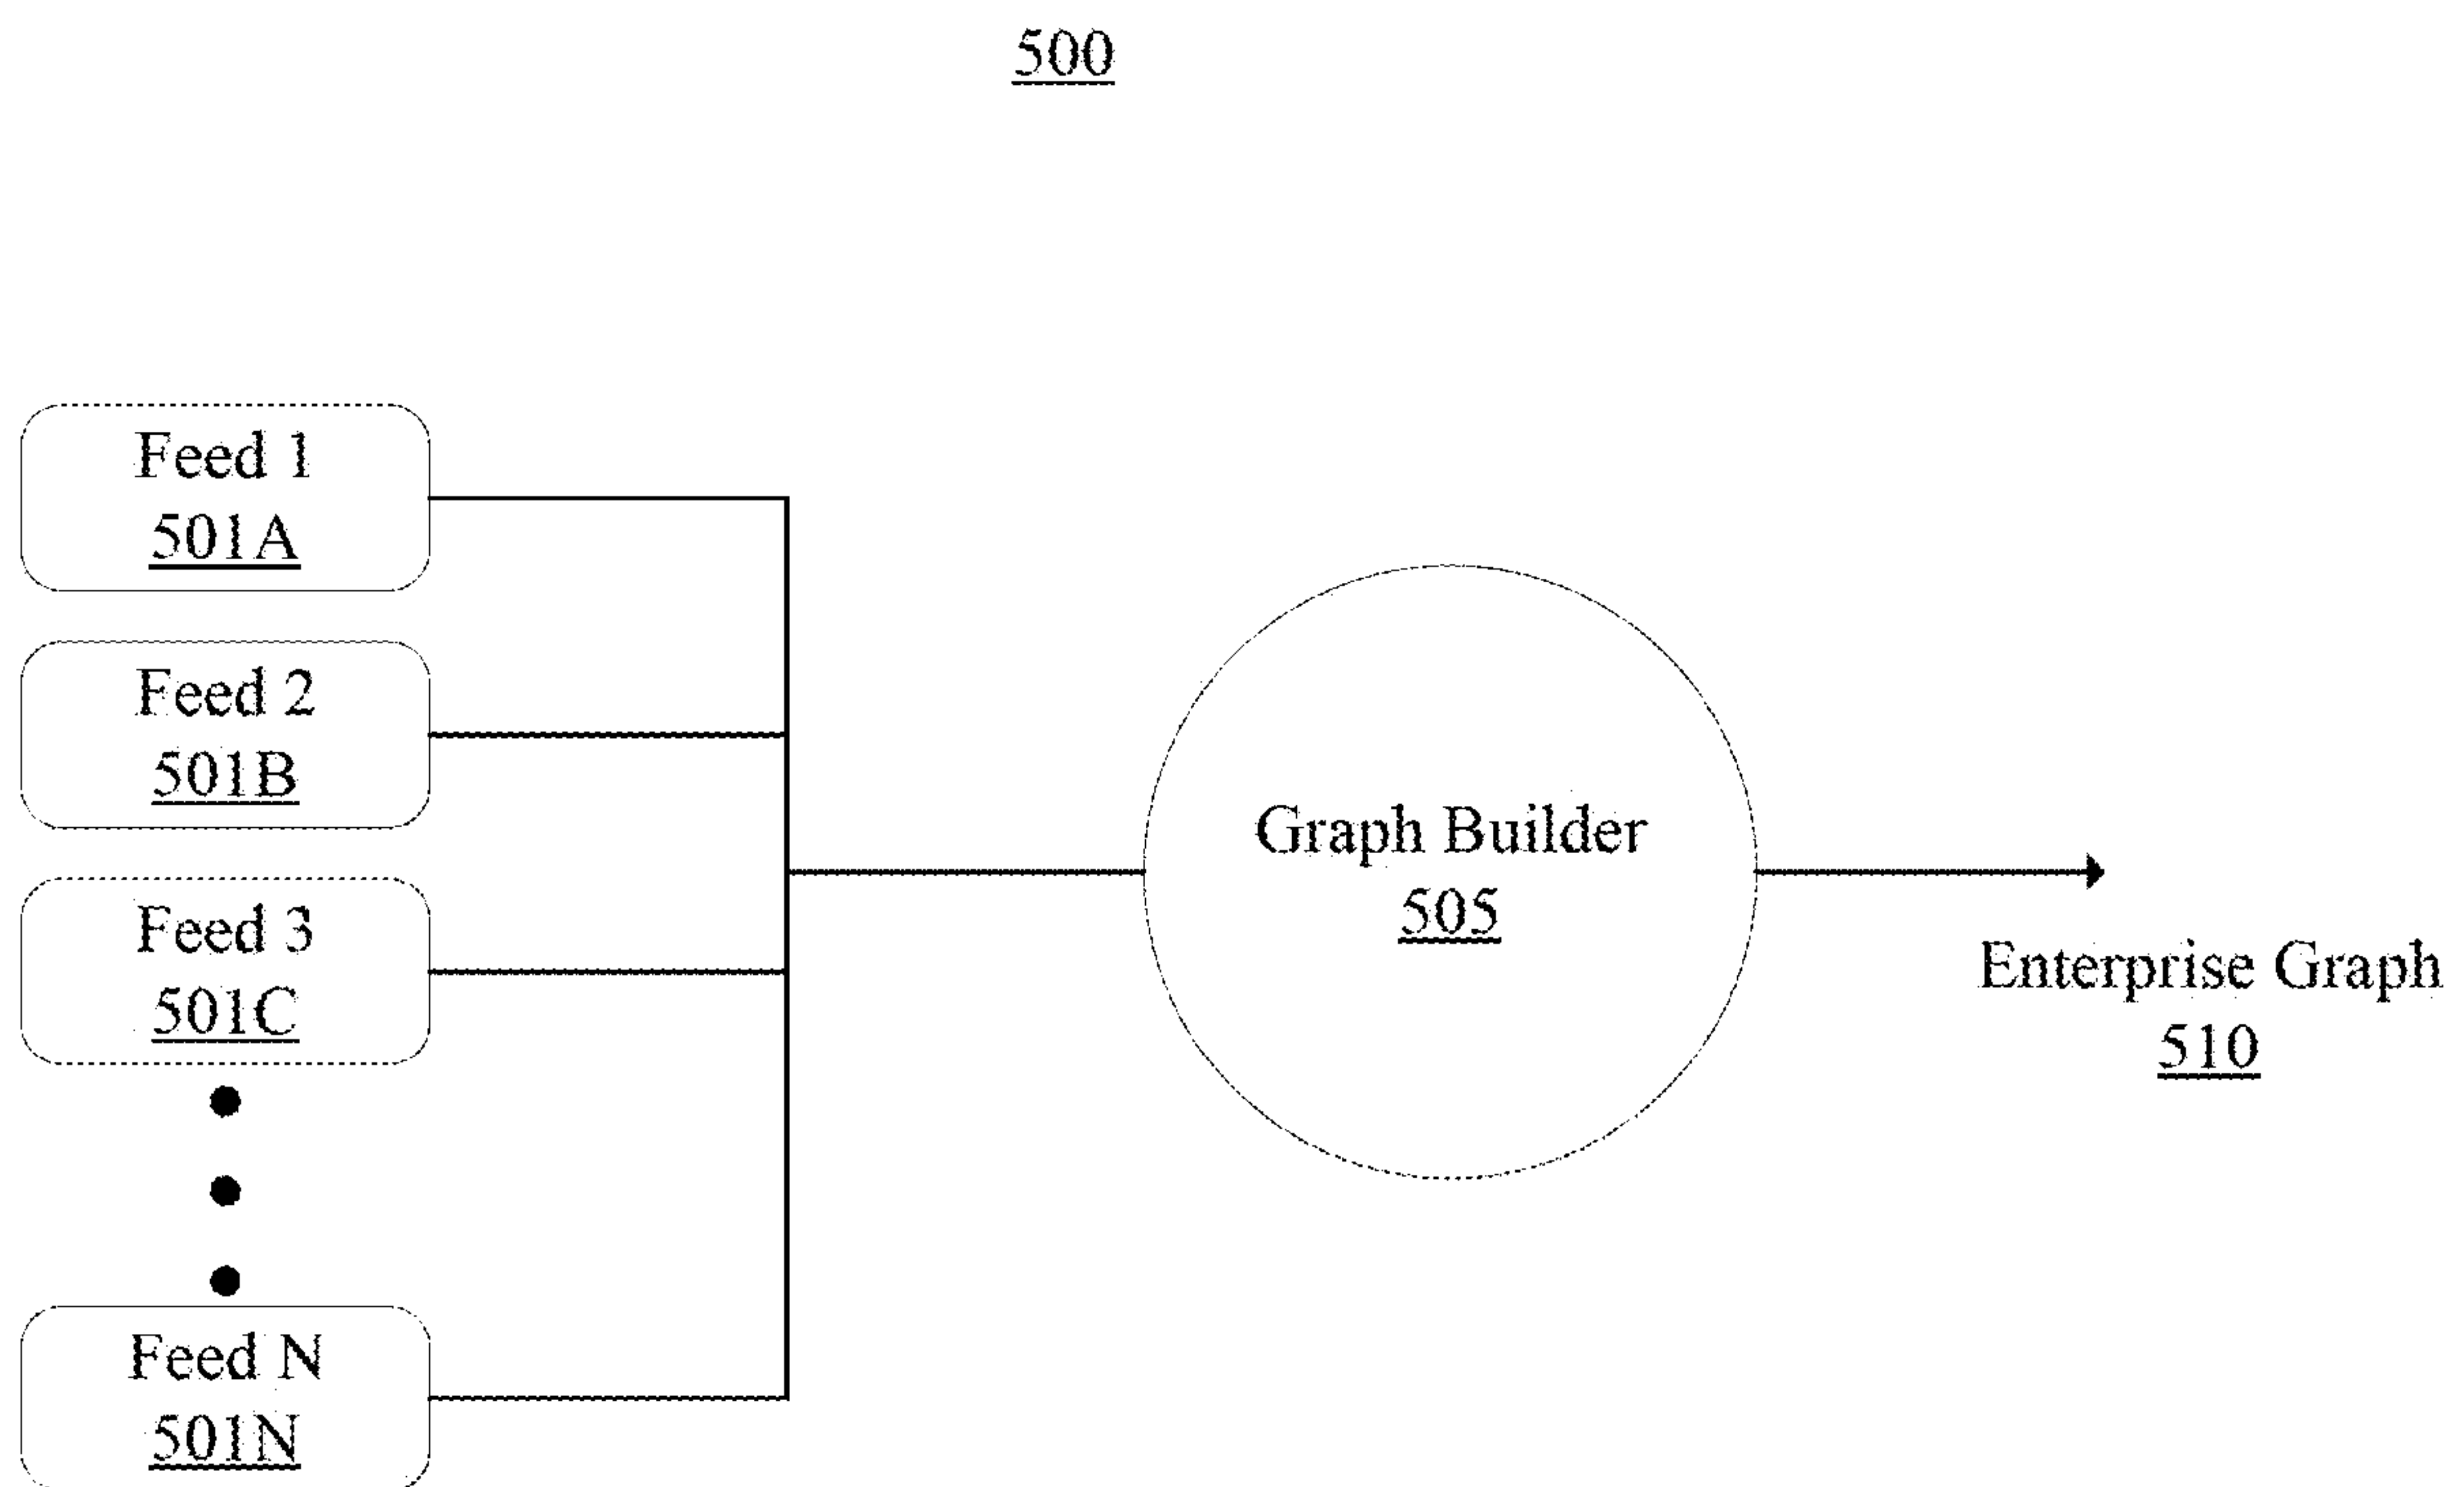 500
Feed 1
501A
Feed 2
501B
Feed 3
501C
Feed N
501N
Graph Builder
505
Enterprise Graph
510